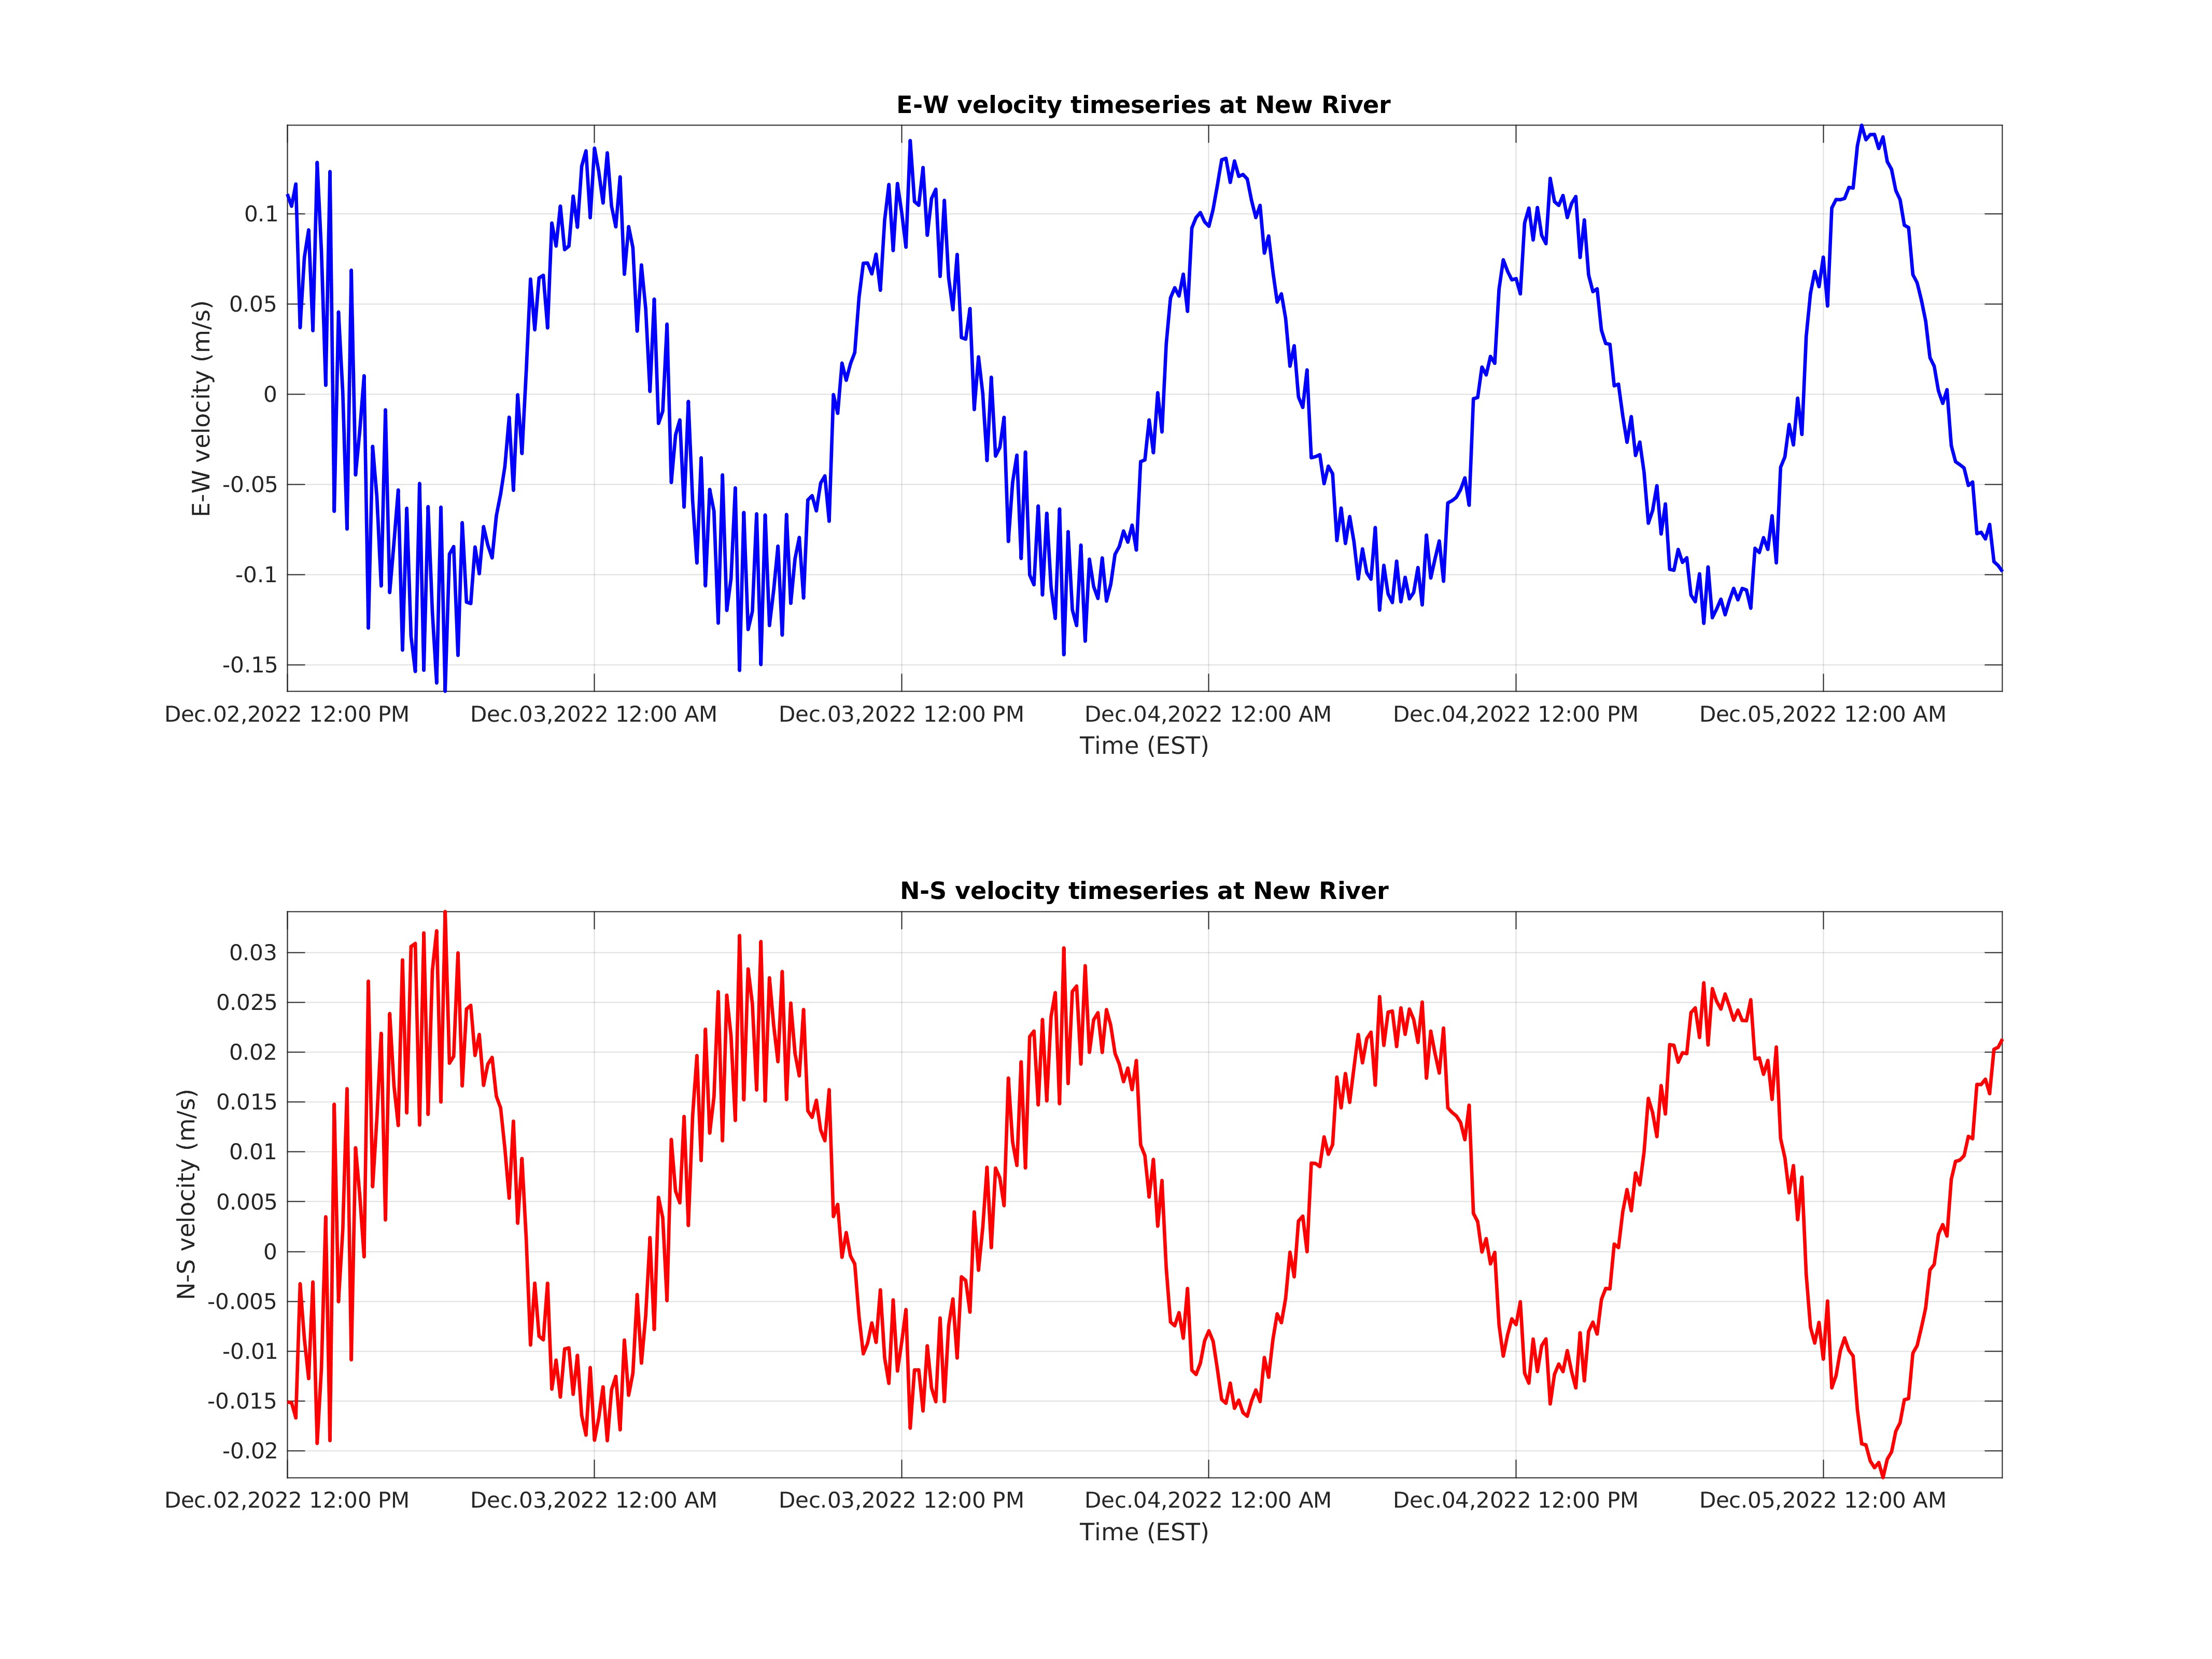 E-W velocity timeseries at New River
E-W velocity (m/s)
0.1
0.05
0
-0.05
-0.1
-0.15
Dec.02,2022 12:00 PM Dec.03,2022 12:00 AM Dec.03,2022 12:00 PM Dec.04,2022 12:00 AM Dec.04,2022 12:00 PM Dec.05,2022 12:00 AM
Time (EST)
N-S velocity timeseries at New River
N-S velocity (m/s)
0.03
0.025
0.02
0.015
0.01
0.005
0
-0.005
-0.01
-0.015
-0.02
Dec.02,2022 12:00 PM Dec.03,2022 12:00 AM Dec.03,2022 12:00 PM Dec.04,2022 12:00 AM Dec.04,2022 12:00 PM Dec.05,2022 12:00 AM
Time (EST)